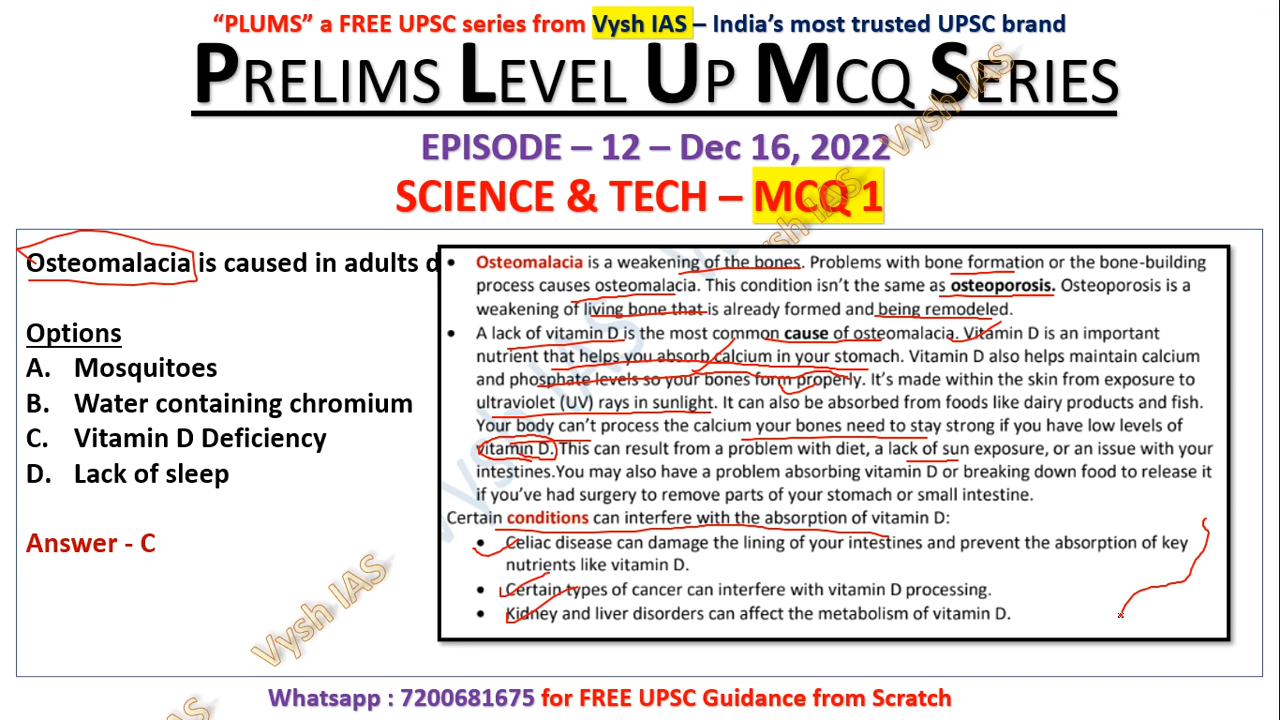 “PLUMS” a FREE UPSC series from Vysh IAS – India’s most trusted UPSC brand
PRELIMS LEVEL UP MCQ SERIES
EPISODE – 12 – Dec 16, 2022
SCIENCE & TECH – MCQ 1
Osteomalacia is caused in adults d
Options
A. Mosquitoes
B. Water containing chromium
C. Vitamin D Deficiency
D. Lack of sleep
Answer - C
• Osteomalacia is a weakening of the bones. Problems with bone formation or the bone-building
process causes osteomalacia. This condition isn’t the same as osteoporosis. Osteoporosis is a
weakening of living bone that is already formed and being remodeled.
• A lack of vitamin D is the most common cause of osteomalacia. Vitamin D is an important
nutrient that helps you absorb calcium in your stomach. Vitamin D also helps maintain calcium
and phosphate levels so your bones form properly. It’s made within the skin from exposure to
ultraviolet (UV) rays in sunlight. It can also be absorbed from foods like dairy products and fish.
Your body can’t process the calcium your bones need to stay strong if you have low levels of
vitamin D. This can result from a problem with diet, a lack of sun exposure, or an issue with your
intestines.You may also have a problem absorbing vitamin D or breaking down food to release it
if you’ve had surgery to remove parts of your stomach or small intestine.
Certain conditions can interfere with the absorption of vitamin D:
• Celiac disease can damage the lining of your intestines and prevent the absorption of key
nutrients like vitamin D.
• Certain types of cancer can interfere with vitamin D processing.
• Kidney and liver disorders can affect the metabolism of vitamin D.
Vysh IAS
Vysh IAS
Vysh IAS
Vysh IAS
Whatsapp : 7200681675 for FREE UPSC Guidance from Scratch